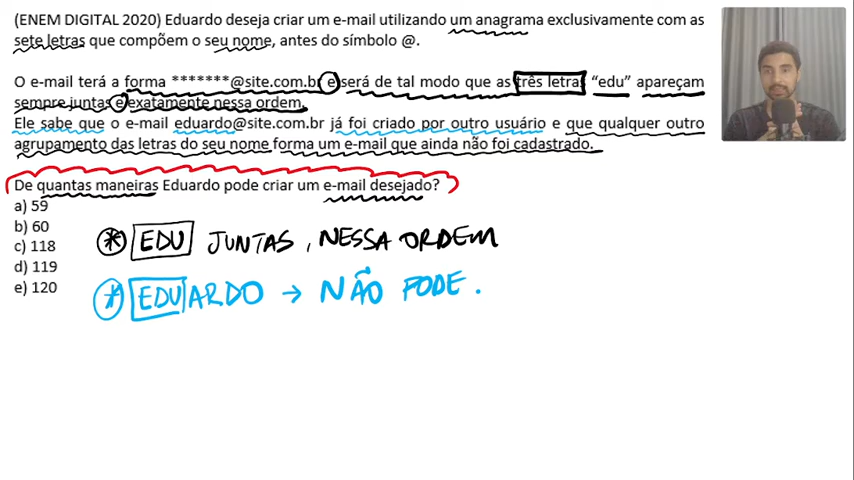 (ENEM DIGITAL 2020) Eduardo deseja criar um e-mail utilizando um anagrama exclusivamente com as
sete letras que compõem o seu nome, antes do símbolo @.
O e-mail terá a forma *******@site.com.br e será de tal modo que as três letras “edu” apareçam
sempre juntas e exatamente nessa ordem.
Ele sabe que o e-mail eduardo@site.com.br já foi criado por outro usuário e que qualquer outro
agrupamento das letras do seu nome forma um e-mail que ainda não foi cadastrado.
De quantas maneiras Eduardo pode criar um e-mail desejado?
a) 59
b) 60
c) 118
d) 119
e) 120
* EDU JUNTAS, NESSA ORDEM
* EDUARDO → NÃO PODE.